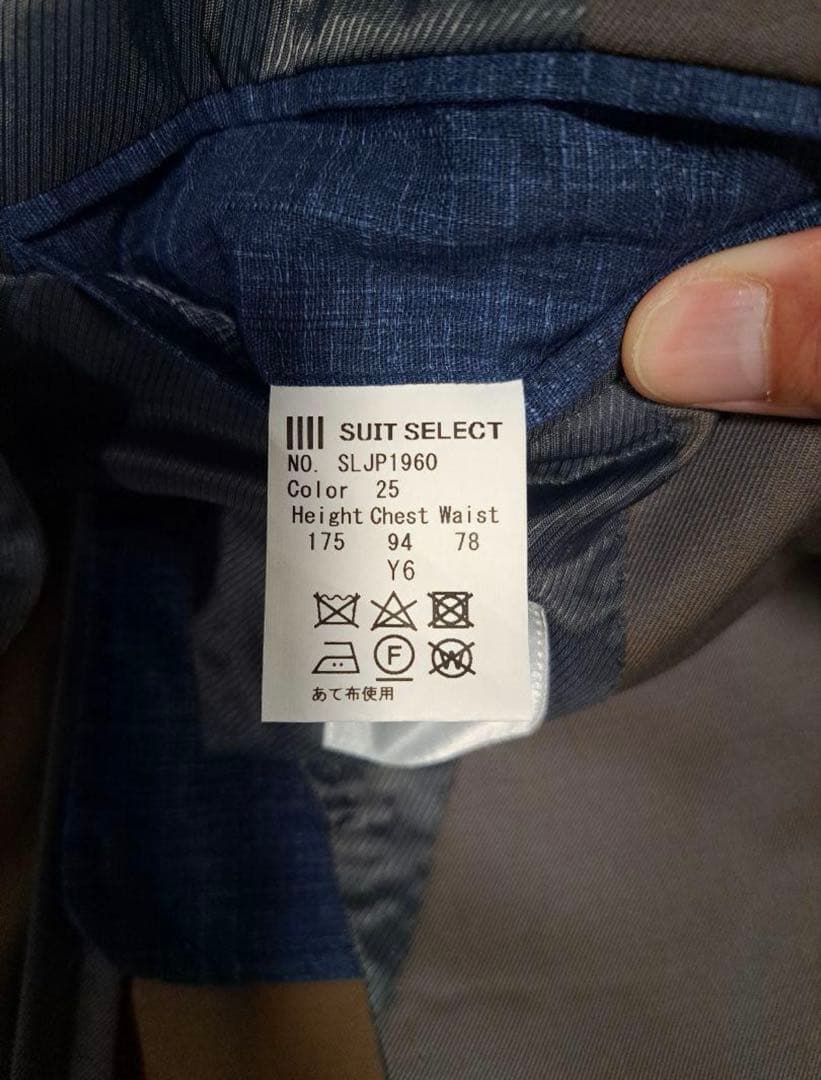 SUIT SELECT
NO. SLJP1960
Color 25
Height Chest Waist
175 94 78
Y6
F W
あて布使用